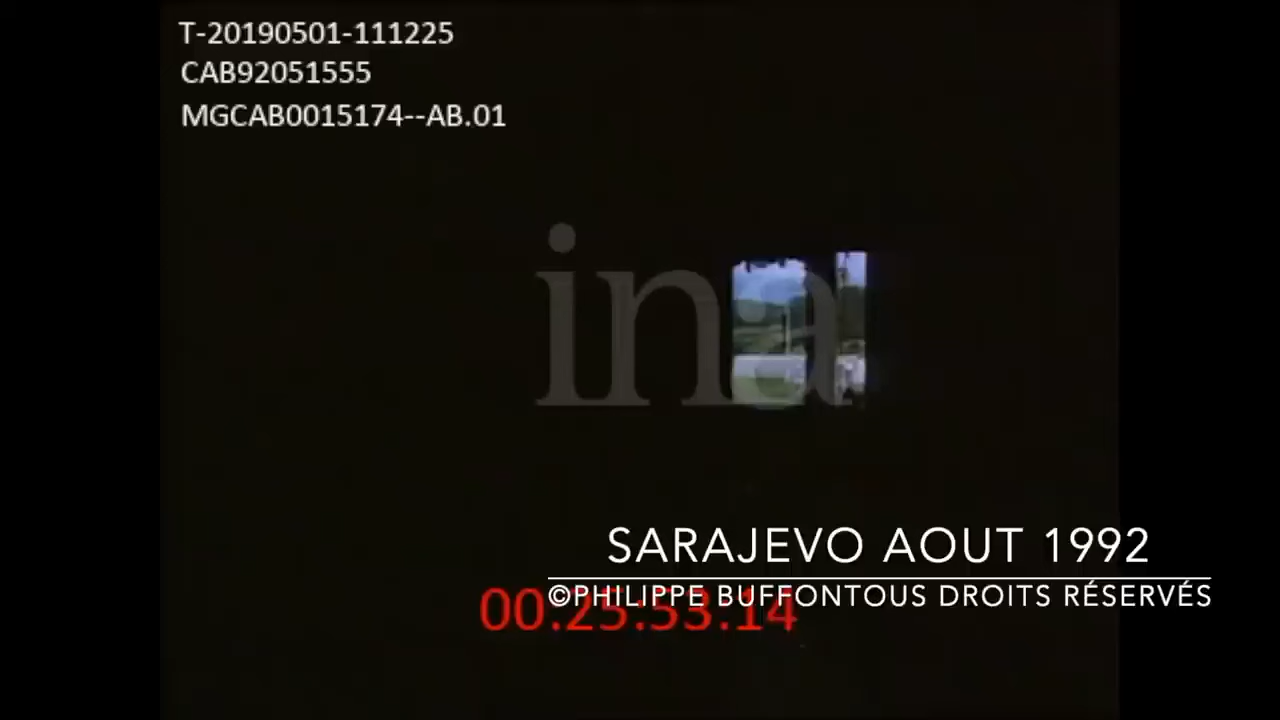 T-20190501-111225
CAB92051555
MGCAB0015174--AB.01
ina
SARAJEVO AOUT 1992
©PHILIPPE BUFFONTOUS DROITS RÉSERVÉS
00:25:53:14